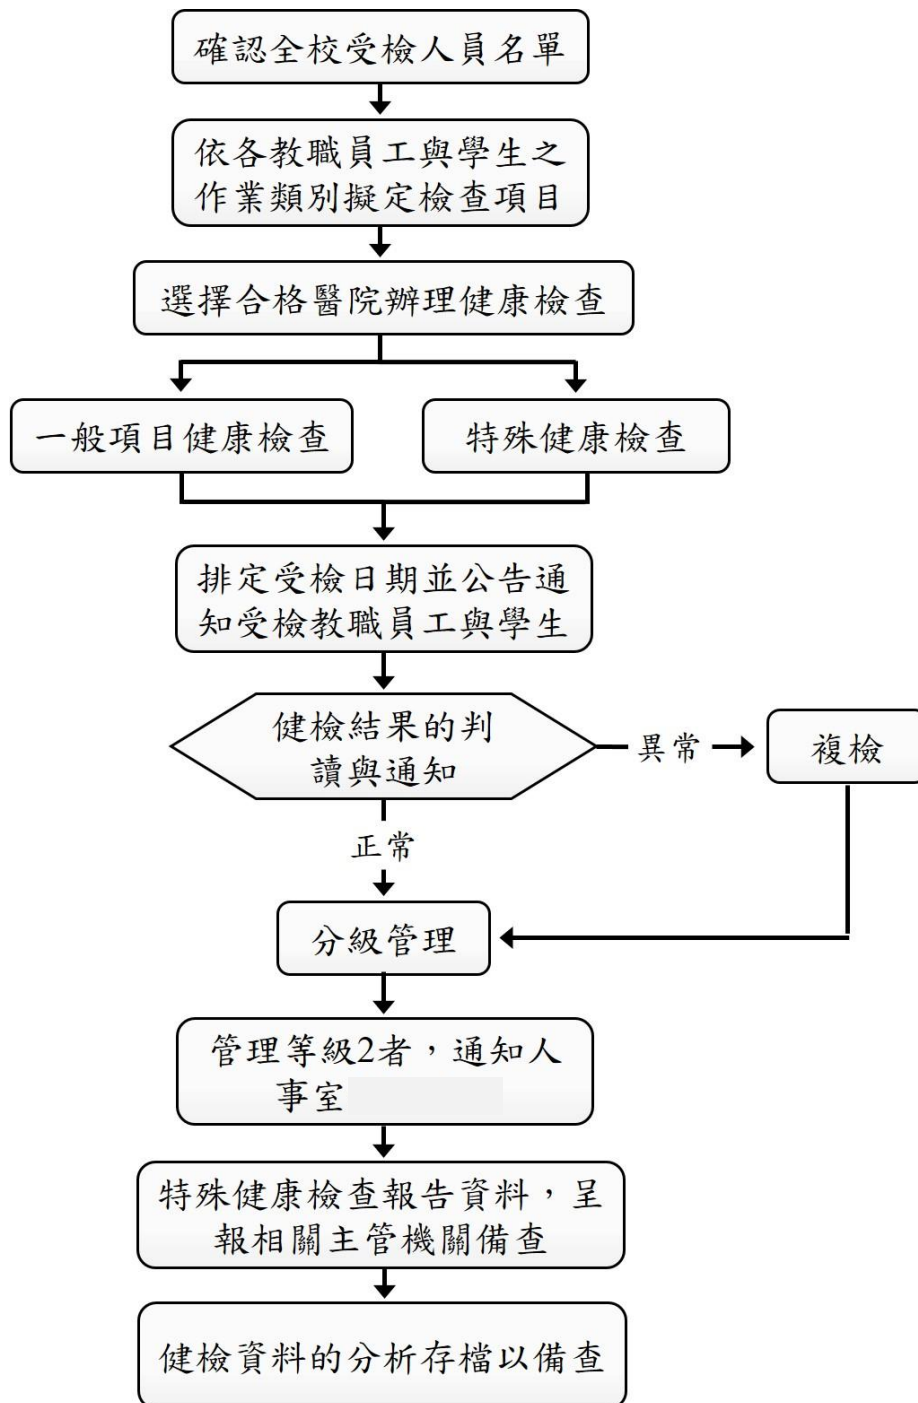 確認全校受檢人員名單
依各教職員工與學生之
作業類別擬定檢查項目
選擇合格醫院辦理健康檢查
一般項目健康檢查
特殊健康檢查
排定受檢日期並公告通
知受檢教職員工與學生
健檢結果的判
讀與通知
異常
複檢
正常
分級管理
管理等級2者，通知人
事室
特殊健康檢查報告資料，呈
報相關主管機關備查
健檢資料的分析存檔以備查